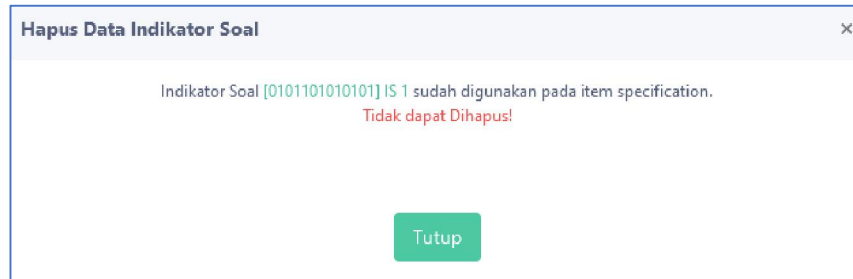 Hapus Data Indikator Soal ×
Indikator Soal [0101101010101] IS 1 sudah digunakan pada item specification.
Tidak dapat Dihapus!
Tutup